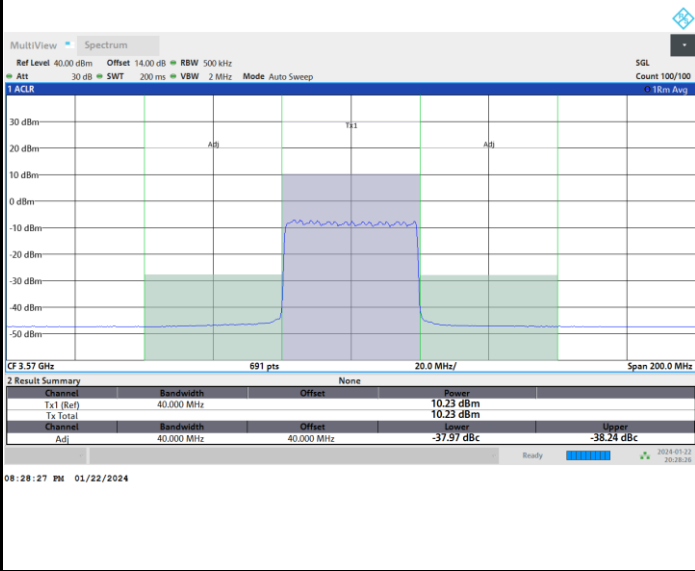 MultiView Spectrum
Ref Level 40.00 dBm Offset 14.00 dB RBW 500 kHz SGL
Att 30 dB SWT 200 ms VBW 2 MHz Mode Auto Sweep Count 100/100
1 ACLR 1Rm Avg
30 dBm
Tx1
20 dBm Adj Adj
10 dBm
0 dBm
-10 dBm
-20 dBm
-30 dBm
-40 dBm
-50 dBm
CF 3.57 GHz 691 pts 20.0 MHz/ Span 200.0 MHz
2 Result Summary None
Channel Bandwidth Offset Power
Tx1 (Ref) 40.000 MHz 10.23 dBm
Tx Total 10.23 dBm
Channel Bandwidth Offset Lower Upper
Adj 40.000 MHz 40.000 MHz -37.97 dBc -38.24 dBc
Ready 2024-01-22
20:28:26
08:28:27 PM 01/22/2024